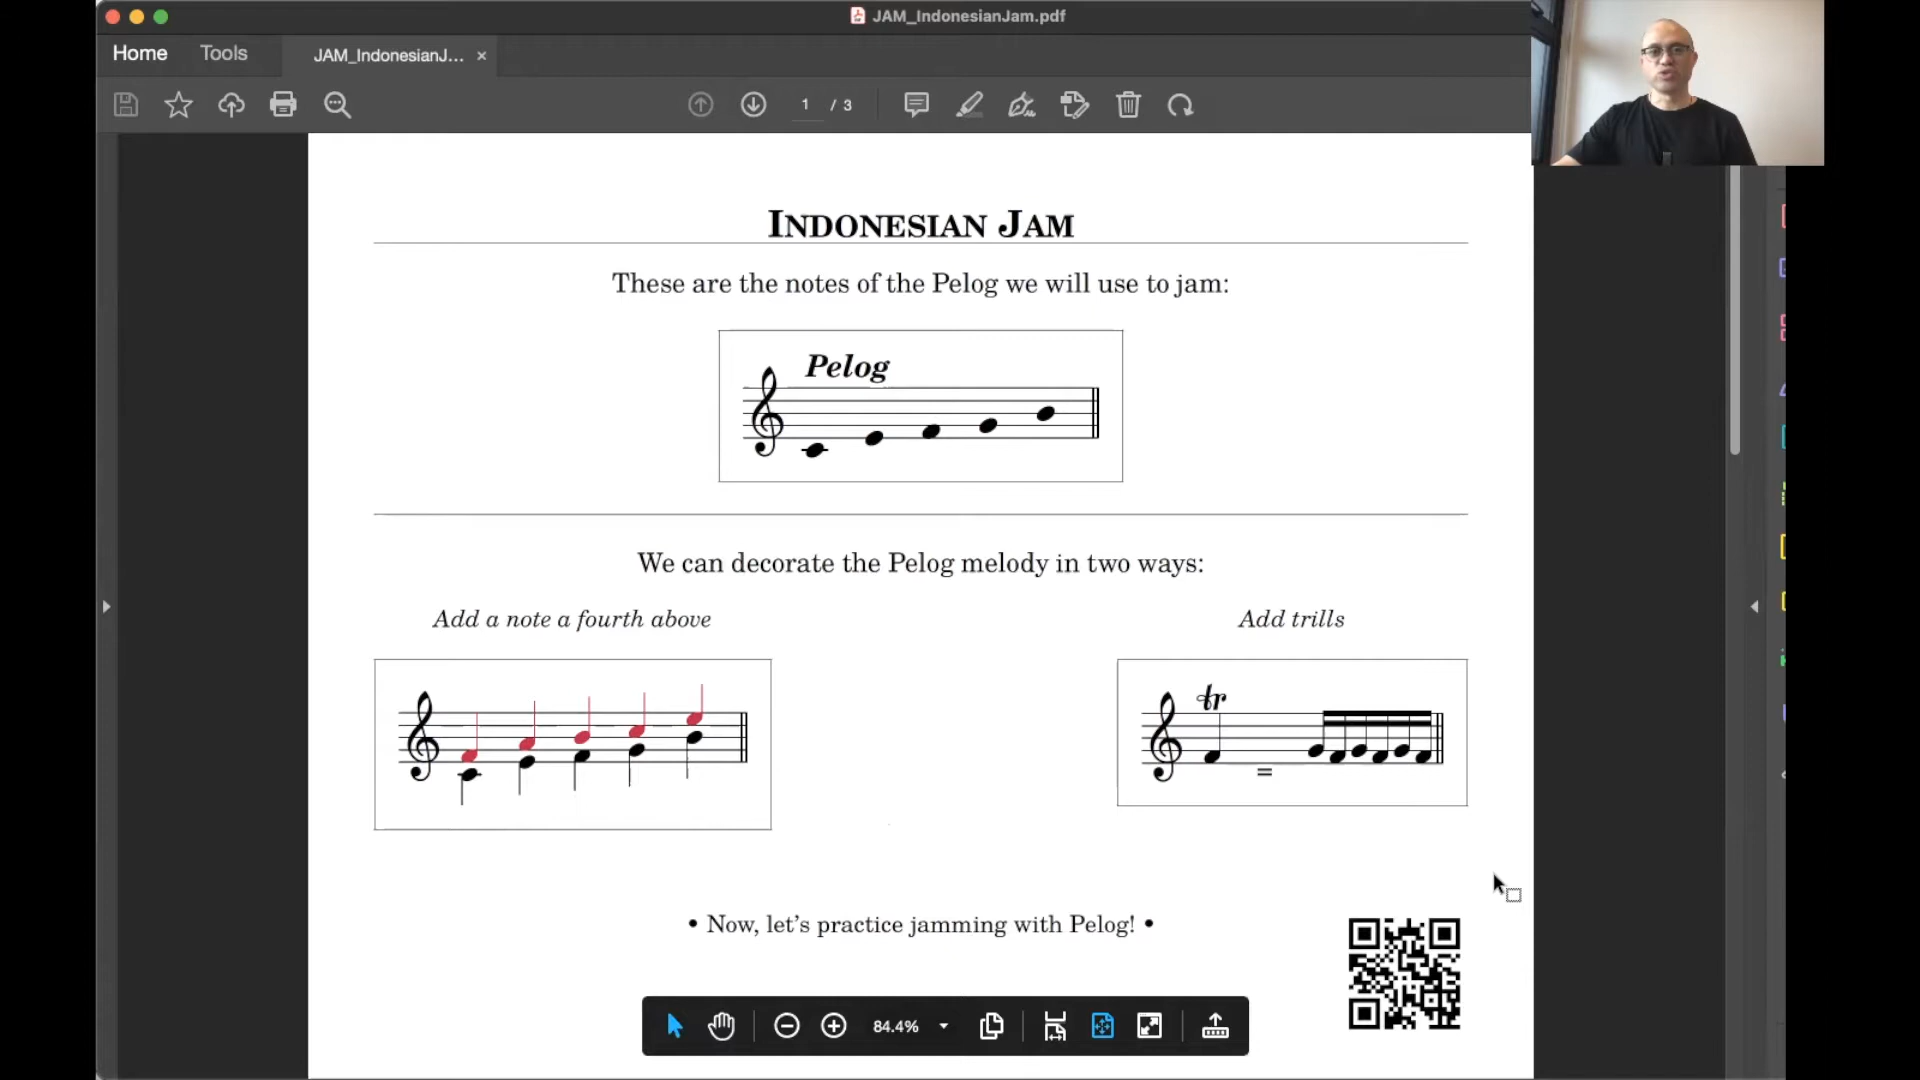 JAM_IndonesianJam.pdf
Home
Tools
JAM_IndonesianJ...
1 / 3
INDONESIAN JAM
These are the notes of the Pelog we will use to jam:
Pelog
We can decorate the Pelog melody in two ways:
Add a note a fourth above
Add trills
tr
=
• Now, let's practice jamming with Pelog! •
84.4%